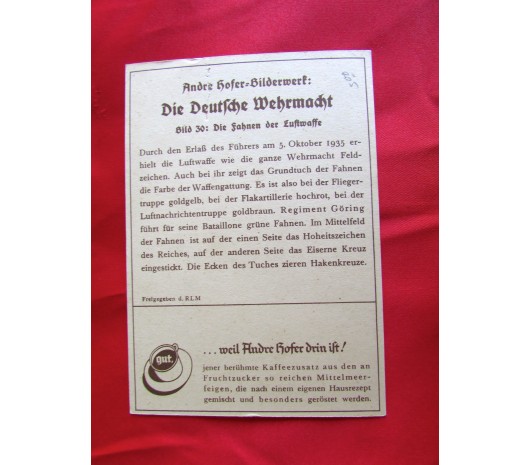 Andre Hofer-Bilderwerk:
Die Deutsche Wehrmacht
Bild 30: Die Fahnen der Luftwaffe
Durch den Erlaß des Führers am 5. Oktober 1935 er-
hielt die Luftwaffe wie die ganze Wehrmacht Feld-
zeichen. Auch bei ihr zeigt das Grundtuch der Fahnen
die Farbe der Waffengattung. Es ist also bei der Flieger-
truppe goldgelb, bei der Flakartillerie hochrot, bei der
Luftnachrichtentruppe goldbraun. Regiment Göring
führt für seine Bataillone grüne Fahnen. Im Mittelfeld
der Fahnen ist auf der einen Seite das Hoheitszeichen
des Reiches, auf der anderen Seite das Eiserne Kreuz
eingestickt. Die Ecken des Tuches zieren Hakenkreuze.
Freigegeben d. RLM
gut,
... weil Andre Hofer drin ist!
jener berühmte Kaffeezusatz aus den an
Fruchtzucker so reichen Mittelmeer-
feigen, die nach einem eigenen Hausrezept
gemischt und besonders geröstet werden.